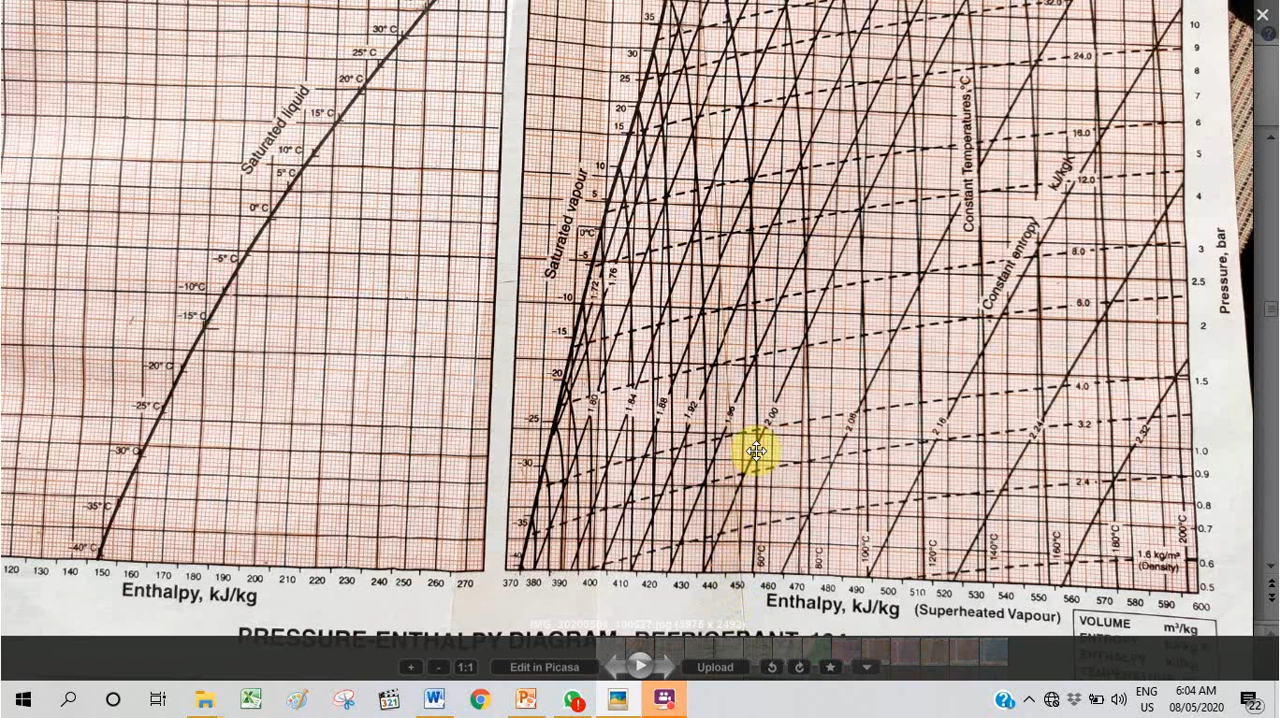 30° C
25° C
20° C
15° C
10° C
5° C
0° C
-5° C
-10°C
-15° C
-20° C
-25° C
-30° C
-35° C
-40° C
Saturated liquid
120 130 140 150 160 170 180 190 200 210 220 230 240 250 260 270
Enthalpy, kJ/kg
35
30
25
20
15
10
5
0°C
-5
-10
-15
-20
-25
-30
-35
Saturated vapour
1.72
1.76
1.80
1.84
1.88
1.92
1.96
2.00
2.08
2.16
2.24
2.32
Constant Temperatures,°C
Constant entropy
kJ/kgK
24.0
16.0
12.0
8.0
6.0
4.0
3.2
2.4
1.6 kg/m³
(Density)
60°C
80°C
100°C
120°C
140°C
160°C
180°C
200°C
10
9
8
7
6
5
4
3
2.5
2
1.5
1.0
0.9
0.8
0.7
0.6
0.5
Pressure, bar
370 380 390 400 410 420 430 440 450 460 470 480 490 500 510 520 530 540 550 560 570 580 590 600
Enthalpy, kJ/kg (Superheated Vapour)
VOLUME m³/kg
PRESSURE-ENTHALPY DIAGRAM
+ - 1:1 Edit in Picasa Upload
ENG
US
6:04 AM
08/05/2020
22